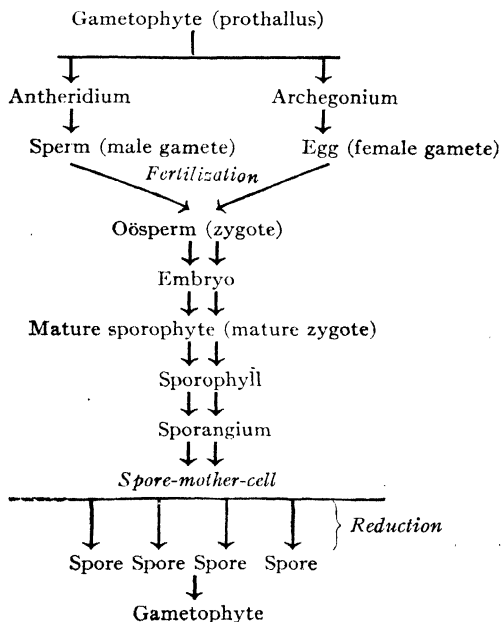 Gametophyte (prothallus)
Antheridium Archegonium
Sperm (male gamete) Egg (female gamete)
Fertilization
Oösperm (zygote)
Embryo
Mature sporophyte (mature zygote)
Sporophyll
Sporangium
Spore-mother-cell
Reduction
Spore Spore Spore Spore
Gametophyte